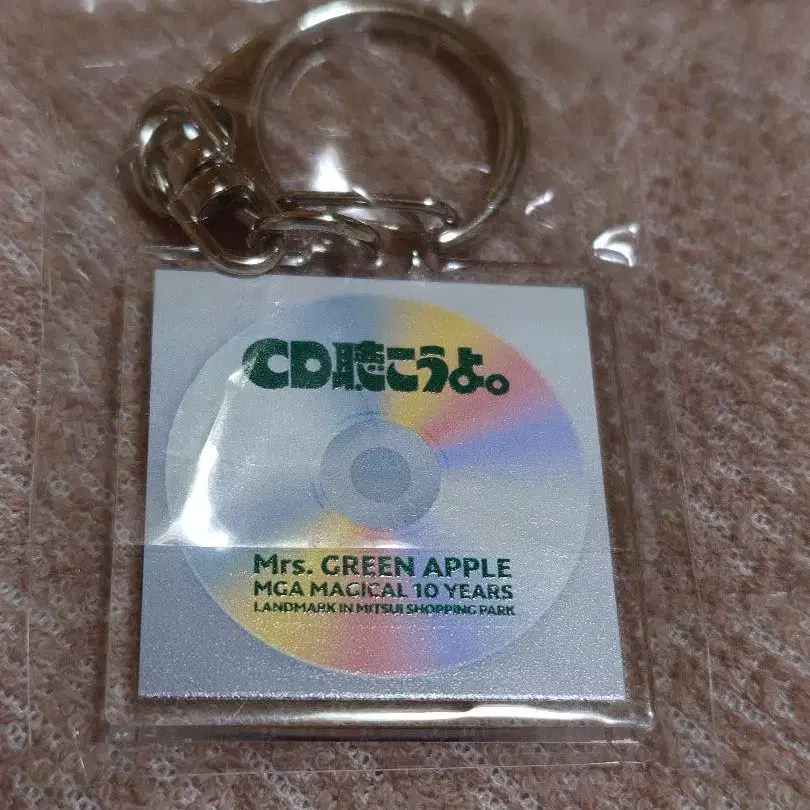 CD聴こうよ。
Mrs. GREEN APPLE
MGA MAGICAL 10 YEARS
LANDMARK IN MITSUI SHOPPING PARK